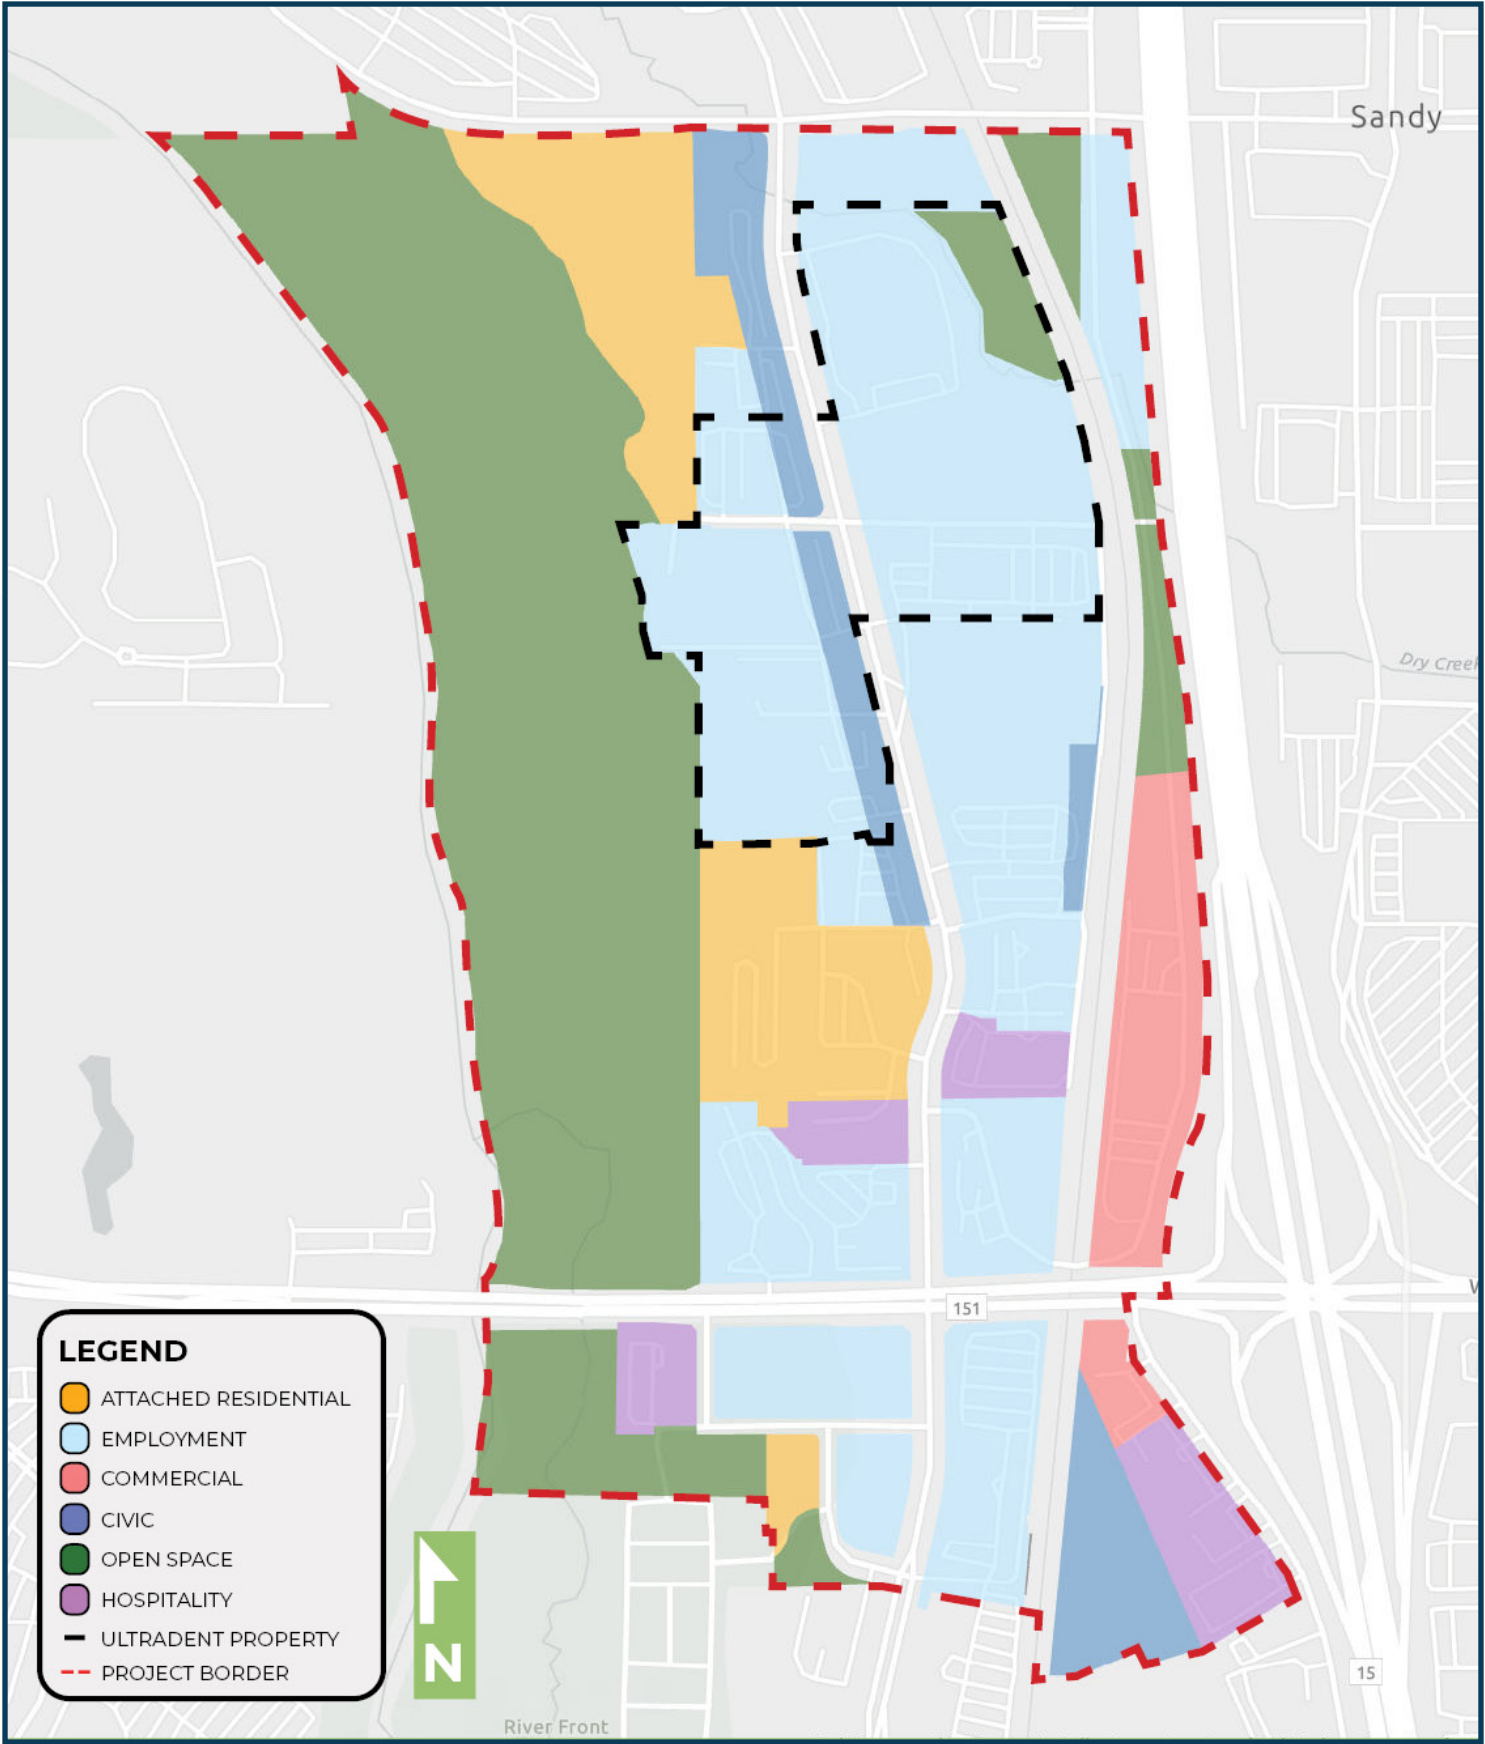 Sandy
Dry Creek
151
LEGEND
ATTACHED RESIDENTIAL
EMPLOYMENT
COMMERCIAL
CIVIC
OPEN SPACE
HOSPITALITY
ULTRADENT PROPERTY
PROJECT BORDER
N
15
River Front